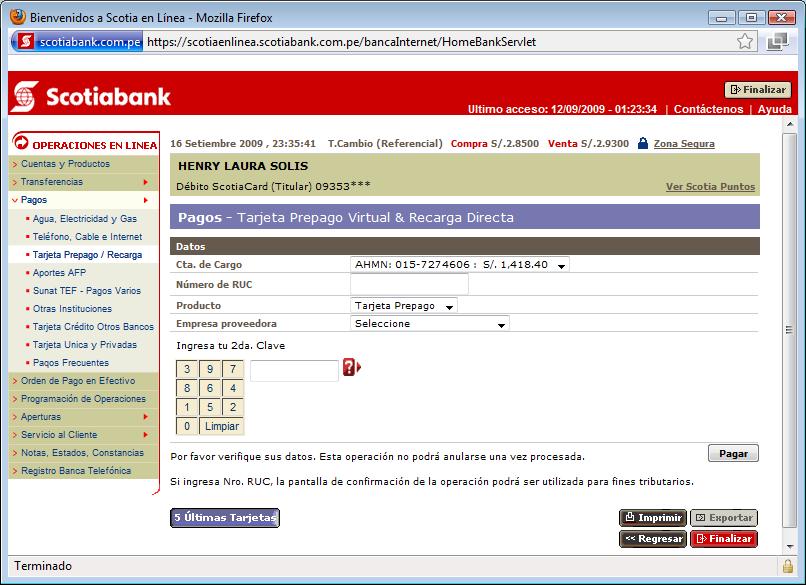 Bienvenidos a Scotia en Línea - Mozilla Firefox
scotiabank.com.pe https://scotiaenlinea.scotiabank.com.pe/bancaInternet/HomeBankServlet
Scotiabank
Finalizar
Ultimo acceso: 12/09/2009 - 01:23:34 | Contáctenos | Ayuda
OPERACIONES EN LINEA
Cuentas y Productos
Transferencias
Pagos
Agua, Electricidad y Gas
Teléfono, Cable e Internet
Tarjeta Prepago / Recarga
Aportes AFP
Sunat TEF - Pagos Varios
Otras Instituciones
Tarjeta Crédito Otros Bancos
Tarjeta Unica y Privadas
Pagos Frecuentes
Orden de Pago en Efectivo
Programación de Operaciones
Aperturas
Servicio al Cliente
Notas, Estados, Constancias
Registro Banca Telefónica
16 Setiembre 2009 , 23:35:41 T.Cambio (Referencial) Compra S/.2.8500 Venta S/.2.9300 Zona Segura
HENRY LAURA SOLIS
Débito ScotiaCard (Titular) 09353*** Ver Scotia Puntos
Pagos - Tarjeta Prepago Virtual & Recarga Directa
Datos
Cta. de Cargo AHMN: 015-7274606 : S/. 1,418.40
Número de RUC
Producto Tarjeta Prepago
Empresa proveedora Seleccione
Ingresa tu 2da. Clave
3 9 7
8 6 4
1 5 2
0 Limpiar
?
Por favor verifique sus datos. Esta operación no podrá anularse una vez procesada. Pagar
Si ingresa Nro. RUC, la pantalla de confirmación de la operación podrá ser utilizada para fines tributarios.
5 Últimas Tarjetas
Imprimir Exportar
<< Regresar Finalizar
Terminado